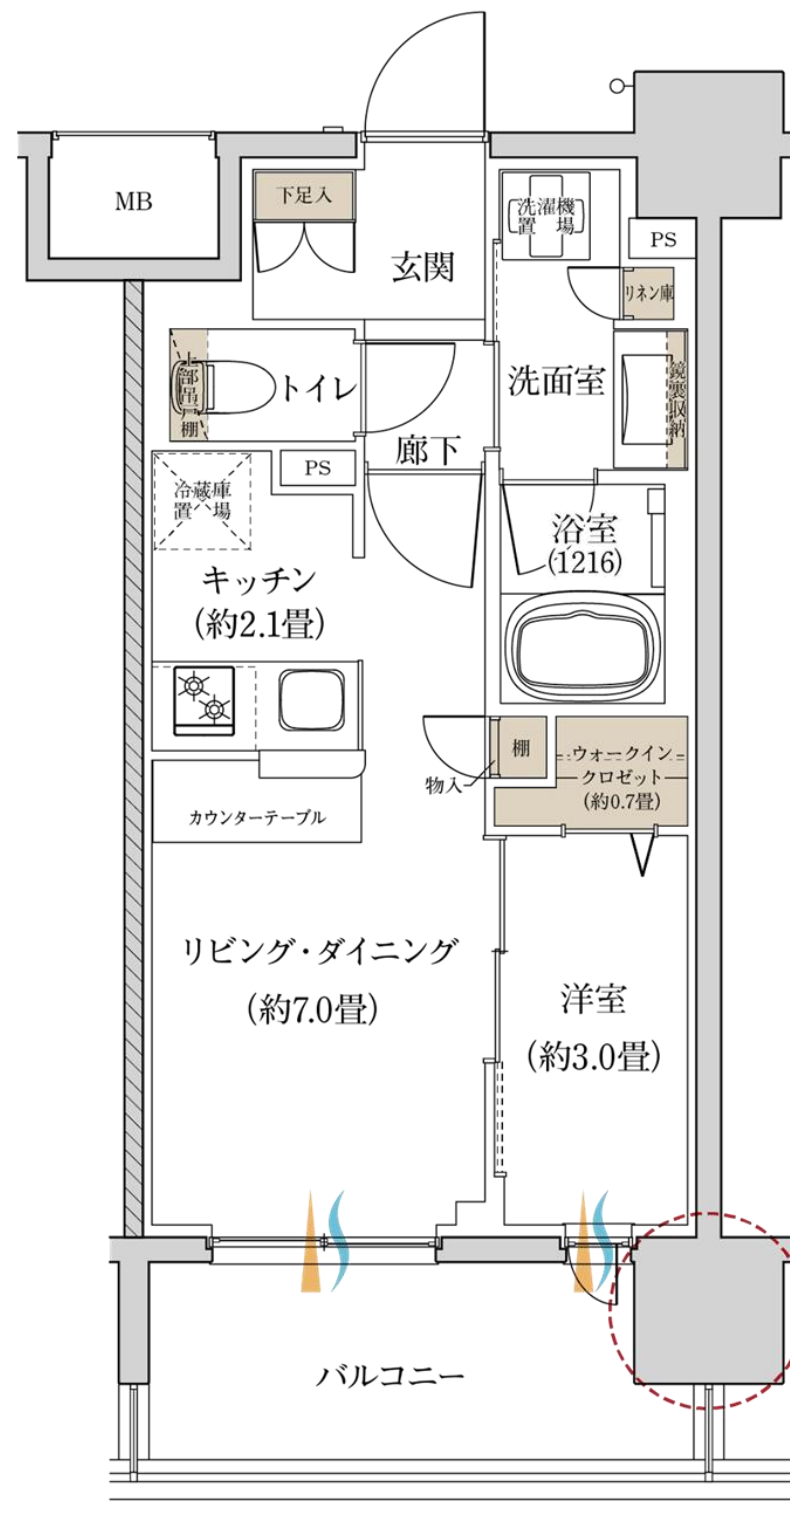 MB
下足入
玄関
洗濯機
置場
PS
リネン庫
上部吊戸棚
トイレ
洗面室
鏡裏収納
廊下
PS
冷蔵庫
置場
浴室
(1216)
キッチン
(約2.1畳)
棚
物入
ウォークイン
クロゼット
(約0.7畳)
カウンターテーブル
リビング・ダイニング
(約7.0畳)
洋室
(約3.0畳)
バルコニー